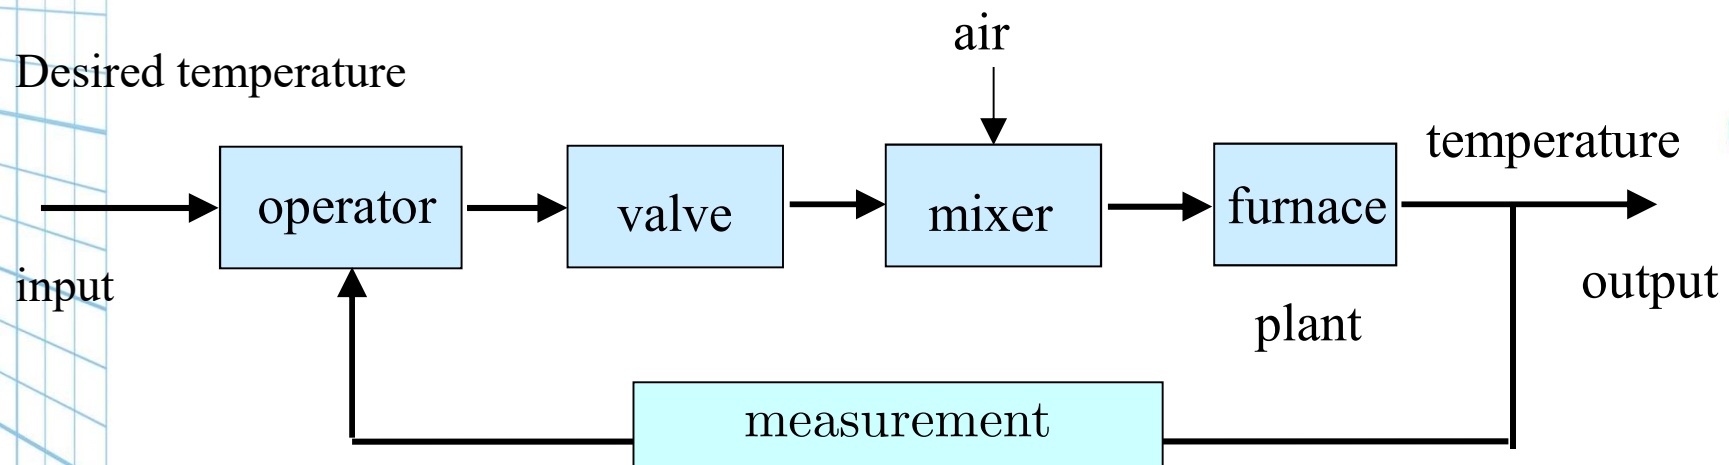 air
Desired temperature
temperature
operator
valve
mixer
furnace
input
output
plant
measurement